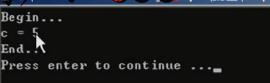 Begin...
c = 5
End...
Press enter to continue ...